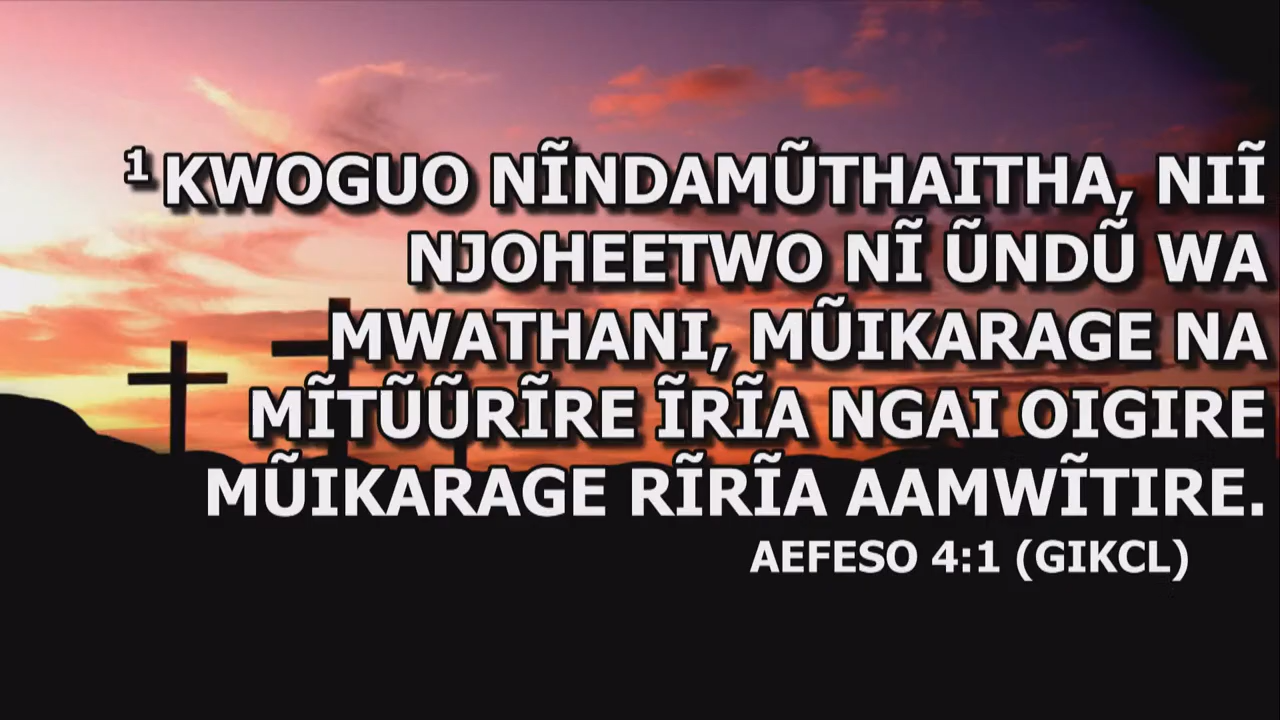 ¹ KWOGUO NĨNDAMŨTHAITHA, NIĨ
NJOHEETWO NĨ ŨNDŨ WA
MWATHANI, MŨIKARAGE NA
MĨTŨŨRĨRE ĨRĨA NGAI OIGIRE
MŨIKARAGE RĨRĨA AAMWĨTIRE.
AEFESO 4:1 (GIKCL)